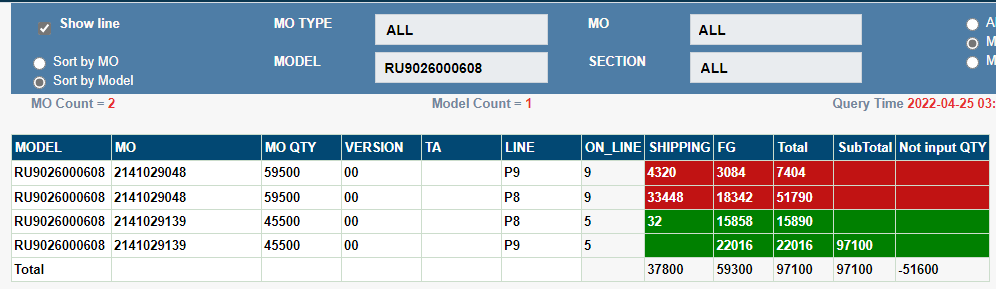 Show line MO TYPE ALL MO ALL
Sort by MO
Sort by Model MODEL RU9026000608 SECTION ALL
MO Count = 2 Model Count = 1 Query Time 2022-04-25 03:
MODEL MO MO QTY VERSION TA LINE ON_LINE SHIPPING FG Total SubTotal Not input QTY
RU9026000608 2141029048 59500 00 P9 9 4320 3084 7404
RU9026000608 2141029048 59500 00 P8 9 33448 18342 51790
RU9026000608 2141029139 45500 00 P8 5 32 15858 15890
RU9026000608 2141029139 45500 00 P9 5 22016 22016 97100
Total 37800 59300 97100 97100 -51600